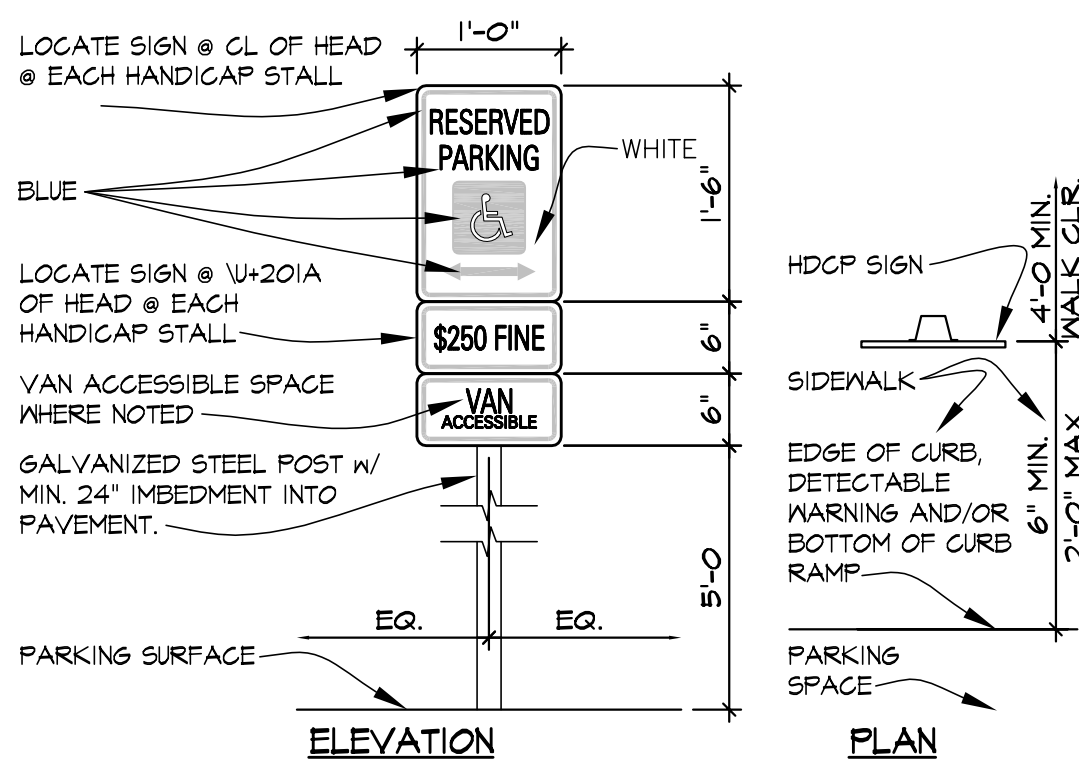 LOCATE SIGN @ CL OF HEAD
@ EACH HANDICAP STALL
BLUE
LOCATE SIGN @ \U+201A
OF HEAD @ EACH
HANDICAP STALL
VAN ACCESSIBLE SPACE
WHERE NOTED
GALVANIZED STEEL POST W/
MIN. 24" IMBEDMENT INTO
PAVEMENT.
PARKING SURFACE
1'-0"
RESERVED
PARKING
WHITE
$250 FINE
VAN
ACCESSIBLE
1'-6"
6"
6"
5'-0
EQ.
EQ.
ELEVATION
HDCP SIGN
4'-0 MIN.
WALK CLR.
SIDEWALK
EDGE OF CURB,
DETECTABLE
WARNING AND/OR
BOTTOM OF CURB
RAMP
6" MIN.
2'-0" MAX
PARKING
SPACE
PLAN